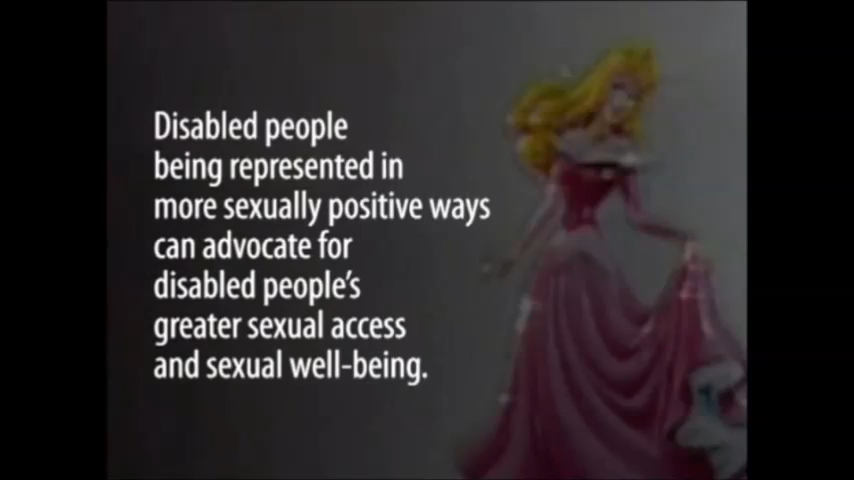 Disabled people
being represented in
more sexually positive ways
can advocate for
disabled people's
greater sexual access
and sexual well-being.